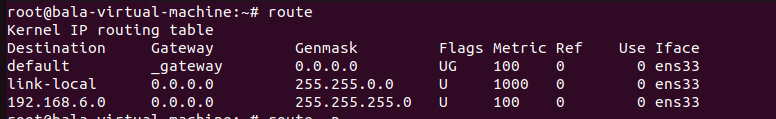 root@bala-virtual-machine:~# route
Kernel IP routing table
Destination     Gateway         Genmask         Flags Metric Ref    Use Iface
default         _gateway        0.0.0.0         UG    100    0        0 ens33
link-local      0.0.0.0         255.255.0.0     U     1000   0        0 ens33
192.168.6.0     0.0.0.0         255.255.255.0   U     100    0        0 ens33
root@bala-virtual-machine:~# route